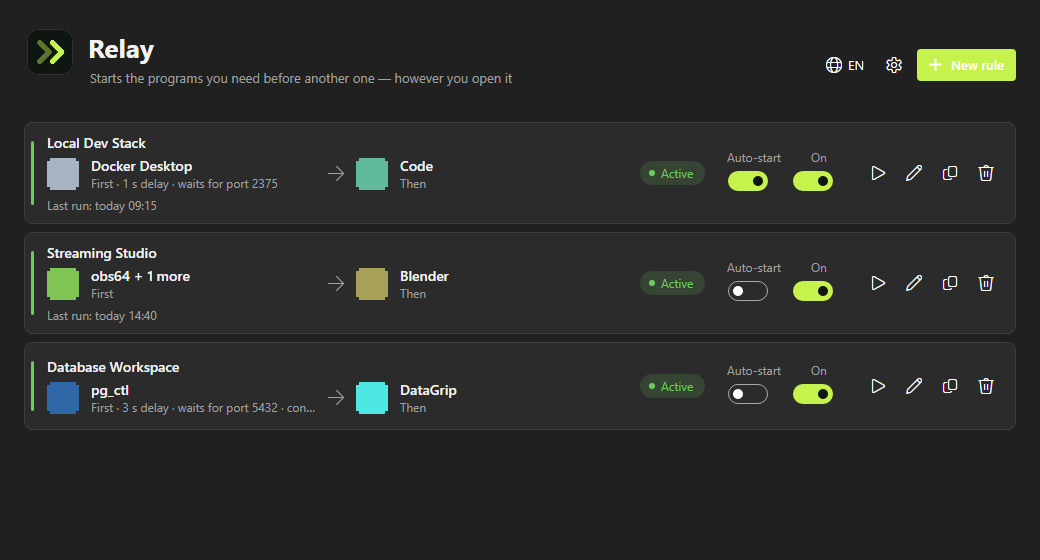 Relay
Starts the programs you need before another one — however you open it
EN
New rule
Local Dev Stack
Docker Desktop
First · 1 s delay · waits for port 2375
Code
Then
Active
Auto-start
On
Last run: today 09:15
Streaming Studio
obs64 + 1 more
First
Blender
Then
Active
Auto-start
On
Last run: today 14:40
Database Workspace
pg_ctl
First · 3 s delay · waits for port 5432 · con...
DataGrip
Then
Active
Auto-start
On